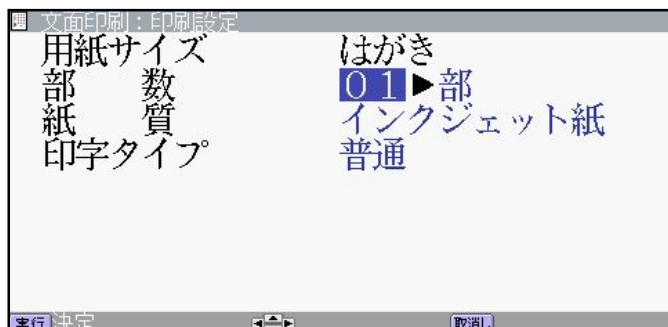 文面印刷：印刷設定
用紙サイズ　はがき
部　数　０１▶部
紙　質　インクジェット紙
印字タイプ　普通
実行 決定　取消し